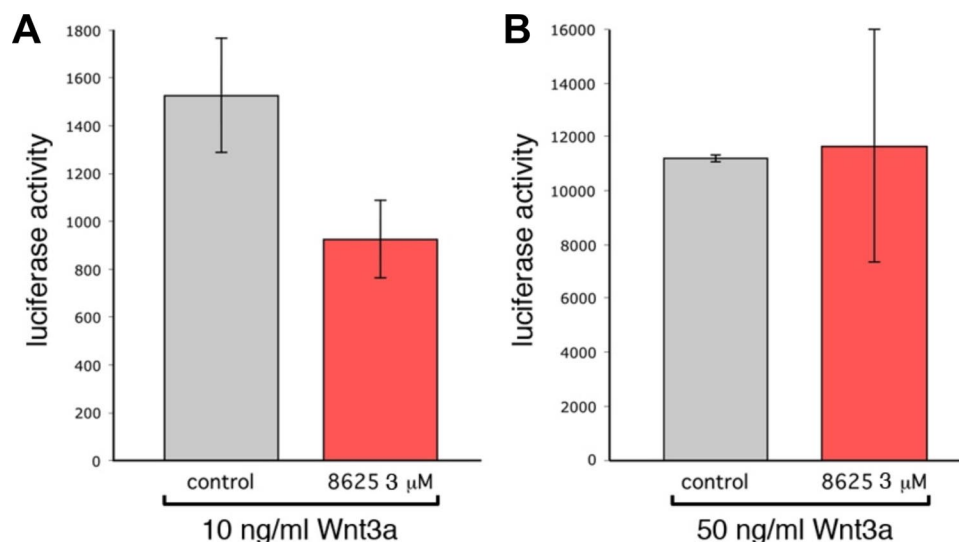 A
luciferase activity
1800
1600
1400
1200
1000
800
600
400
200
0
control
8625 3 μM
10 ng/ml Wnt3a
B
luciferase activity
16000
14000
12000
10000
8000
6000
4000
2000
0
control
8625 3 μM
50 ng/ml Wnt3a